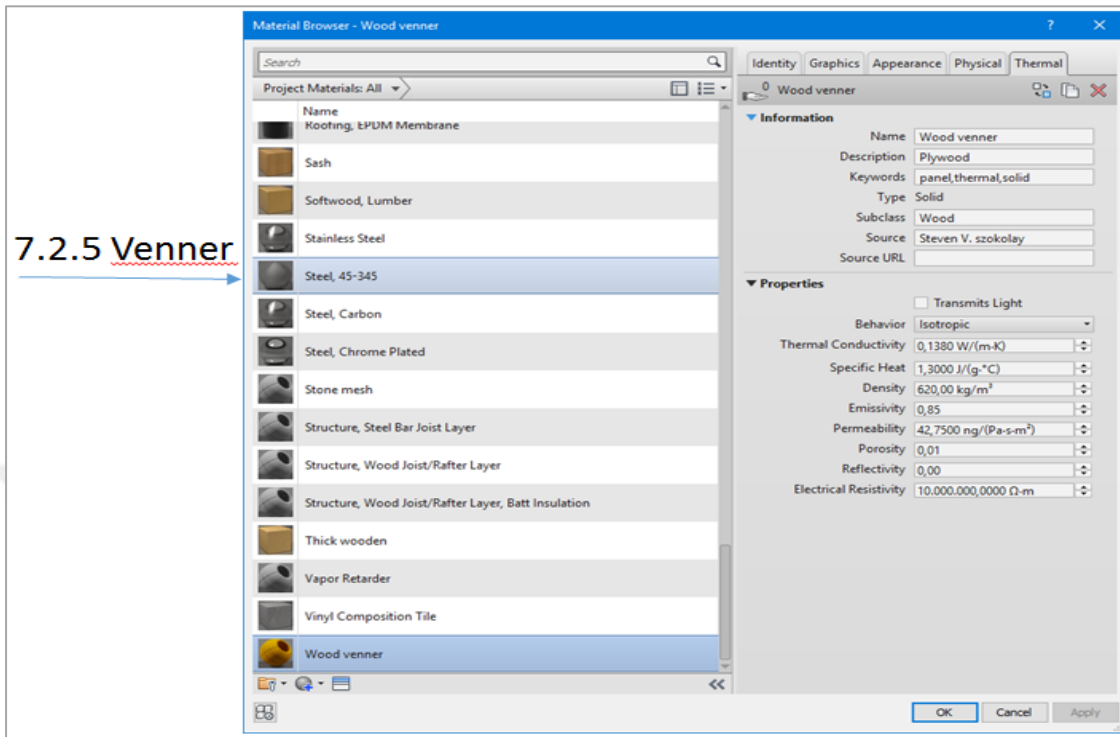 7.2.5 Venner
Material Browser - Wood venner
? ×
Search
Project Materials: All
Name
Roofing, EPDM Membrane
Sash
Softwood, Lumber
Stainless Steel
Steel, 45-345
Steel, Carbon
Steel, Chrome Plated
Stone mesh
Structure, Steel Bar Joist Layer
Structure, Wood Joist/Rafter Layer
Structure, Wood Joist/Rafter Layer, Batt Insulation
Thick wooden
Vapor Retarder
Vinyl Composition Tile
Wood venner
Identity Graphics Appearance Physical Thermal
0 Wood venner
Information
Name Wood venner
Description Plywood
Keywords panel,thermal,solid
Type Solid
Subclass Wood
Source Steven V. szokolay
Source URL
Properties
Transmits Light
Behavior Isotropic
Thermal Conductivity 0,1380 W/(m·K)
Specific Heat 1,3000 J/(g·°C)
Density 620,00 kg/m³
Emissivity 0,85
Permeability 42,7500 ng/(Pa·s·m²)
Porosity 0,01
Reflectivity 0,00
Electrical Resistivity 10.000.000,0000 Ω·m
OK Cancel Apply